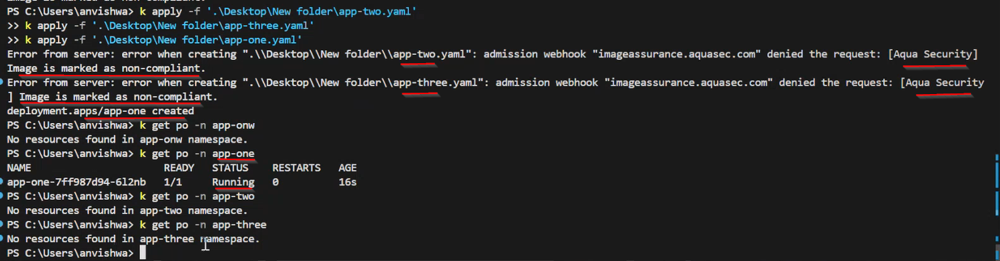 PS C:\Users\anvishwa> k apply -f '.\Desktop\New folder\app-two.yaml'
>> k apply -f '.\Desktop\New folder\app-three.yaml'
>> k apply -f '.\Desktop\New folder\app-one.yaml'
Error from server: error when creating ".\\Desktop\\New folder\\app-two.yaml": admission webhook "imageassurance.aquasec.com" denied the request: [Aqua Security]
Image is marked as non-compliant.
Error from server: error when creating ".\\Desktop\\New folder\\app-three.yaml": admission webhook "imageassurance.aquasec.com" denied the request: [Aqua Security
] Image is marked as non-compliant.
deployment.apps/app-one created
PS C:\Users\anvishwa> k get po -n app-onw
No resources found in app-onw namespace.
PS C:\Users\anvishwa> k get po -n app-one
NAME READY STATUS RESTARTS AGE
app-one-7ff987d94-6l2nb 1/1 Running 0 16s
PS C:\Users\anvishwa> k get po -n app-two
No resources found in app-two namespace.
PS C:\Users\anvishwa> k get po -n app-three
No resources found in app-three namespace.
PS C:\Users\anvishwa>